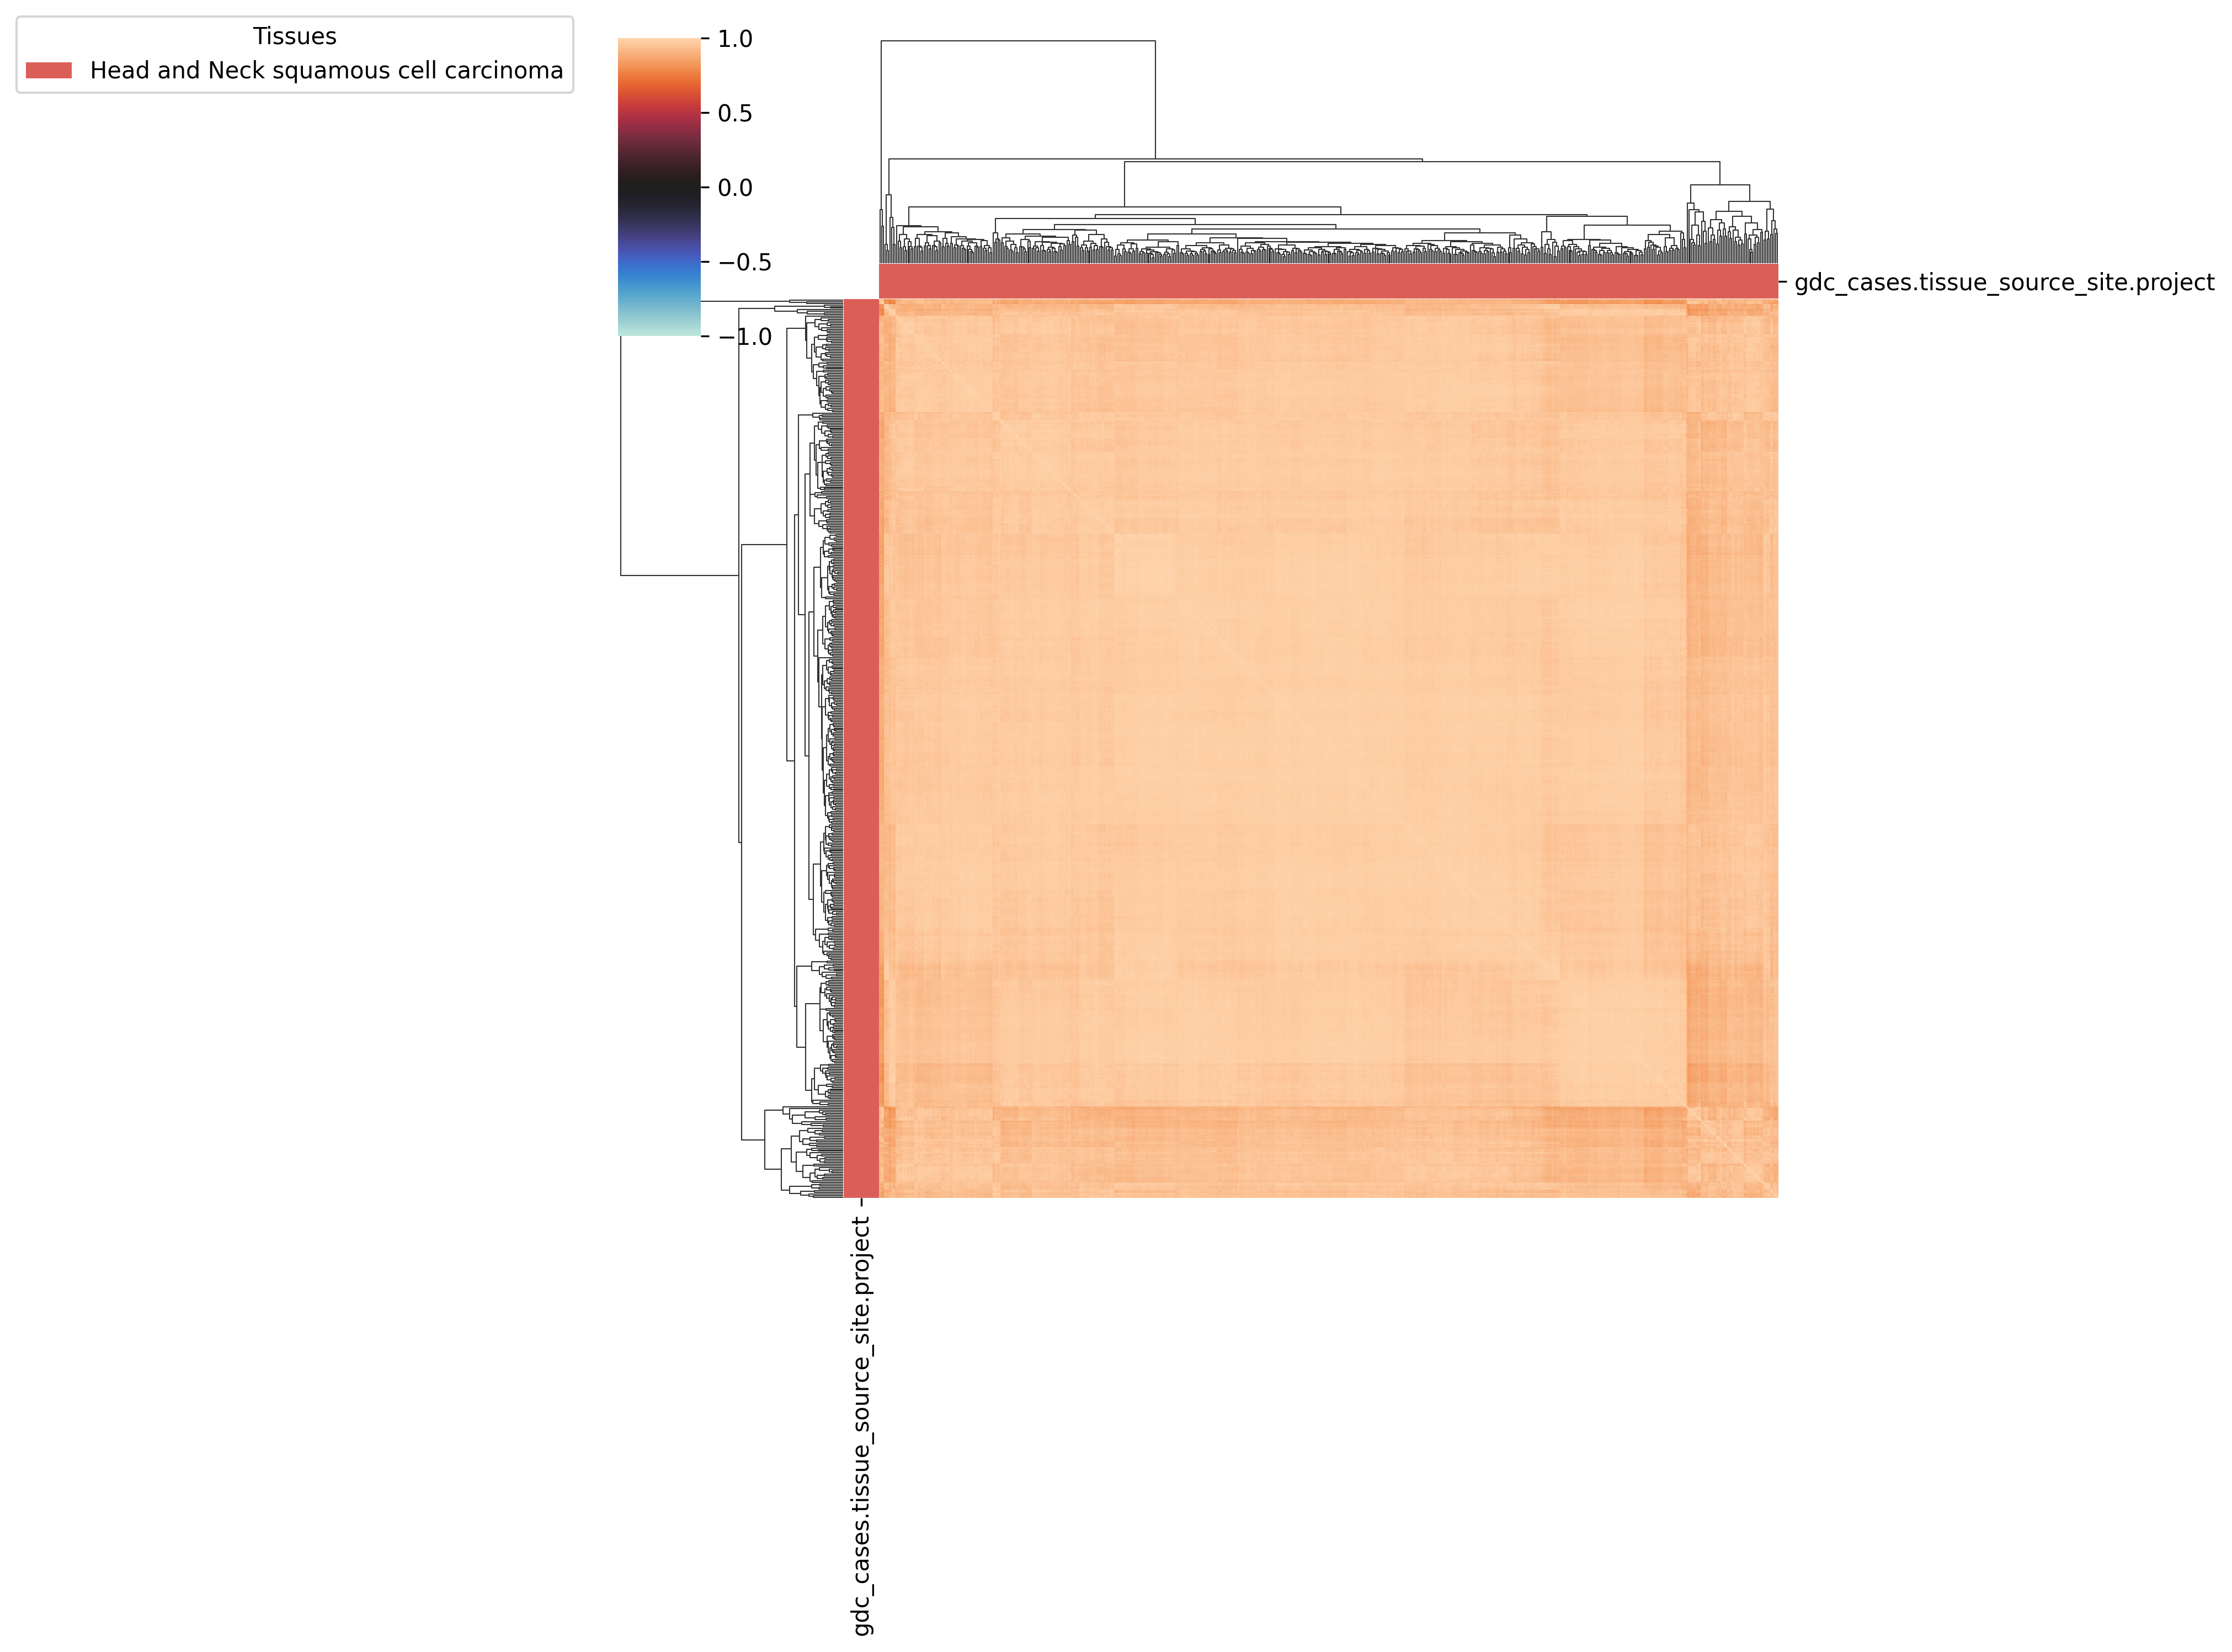 Tissues
Head and Neck squamous cell carcinoma
1.0
0.5
0.0
−0.5
−1.0
gdc_cases.tissue_source_site.project
gdc_cases.tissue_source_site.project